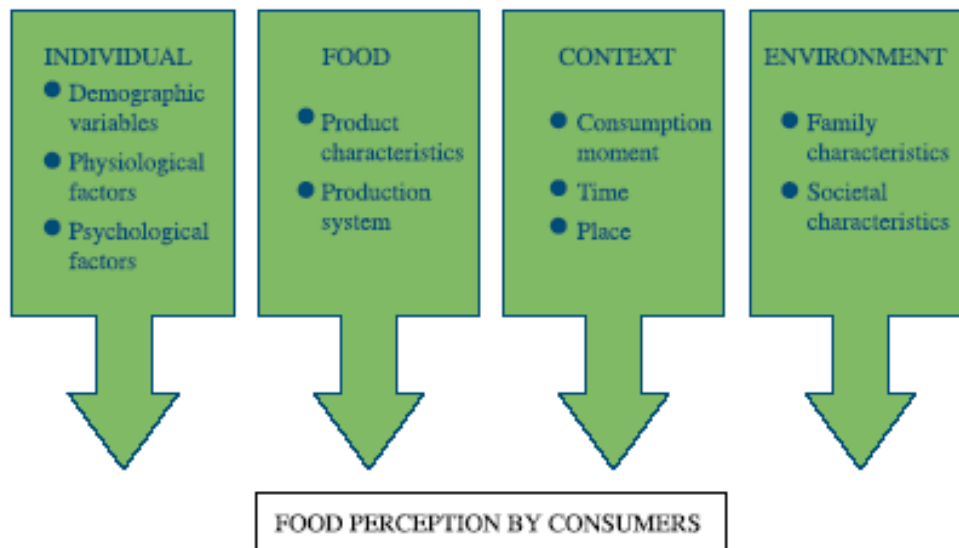 INDIVIDUAL
Demographic
variables
Physiological
factors
Psychological
factors
FOOD
Product
characteristics
Production
system
CONTEXT
Consumption
moment
Time
Place
ENVIRONMENT
Family
characteristics
Societal
characteristics
FOOD PERCEPTION BY CONSUMERS